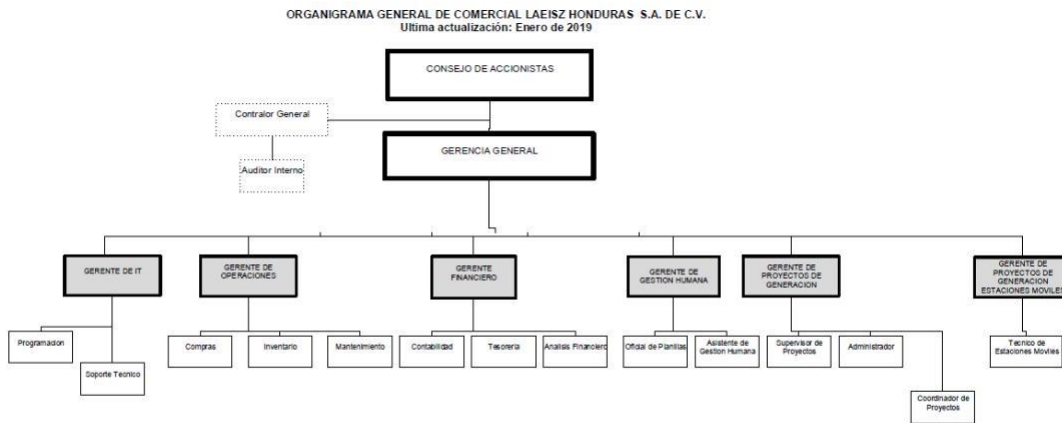 ORGANIGRAMA GENERAL DE COMERCIAL LAEISZ HONDURAS S.A. DE C.V.
Ultima actualización: Enero de 2019
CONSEJO DE ACCIONISTAS
Contralor General
GERENCIA GENERAL
Auditor Interno
GERENTE DE IT
GERENTE DE
OPERACIONES
GERENTE
FINANCIERO
GERENTE DE
GESTION HUMANA
GERENTE DE
PROYECTOS DE
GENERACION
GERENTE DE
PROYECTOS DE
GENERACION
ESTACIONES MOVILES
Programacion
Soporte Tecnico
Compras
Inventario
Mantenimiento
Contabilidad
Tesoreria
Analisis Financiero
Oficial de Planillas
Asistente de
Gestion Humana
Supervisor de
Proyectos
Administrador
Coordinador de
Proyectos
Tecnico de
Estaciones Moviles